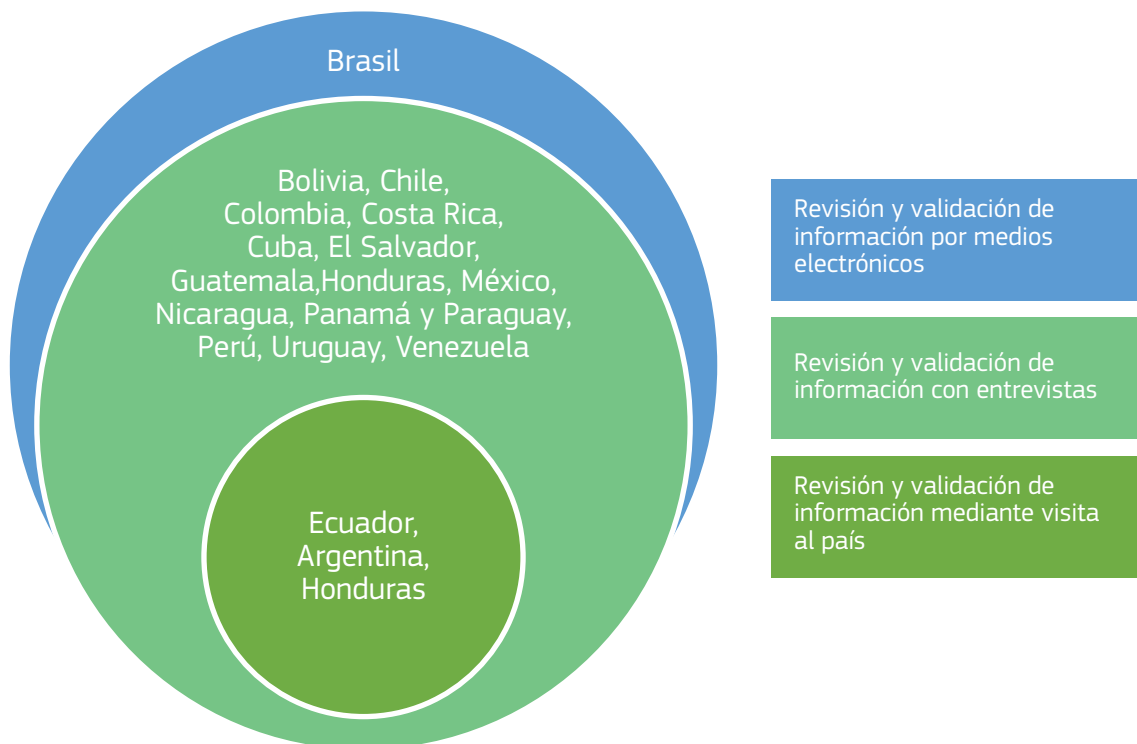 Brasil
Bolivia, Chile,
Colombia, Costa Rica,
Cuba, El Salvador,
Guatemala,Honduras, México,
Nicaragua, Panamá y Paraguay,
Perú, Uruguay, Venezuela
Ecuador,
Argentina,
Honduras
Revisión y validación de
información por medios
electrónicos
Revisión y validación de
información con entrevistas
Revisión y validación de
información mediante visita
al país